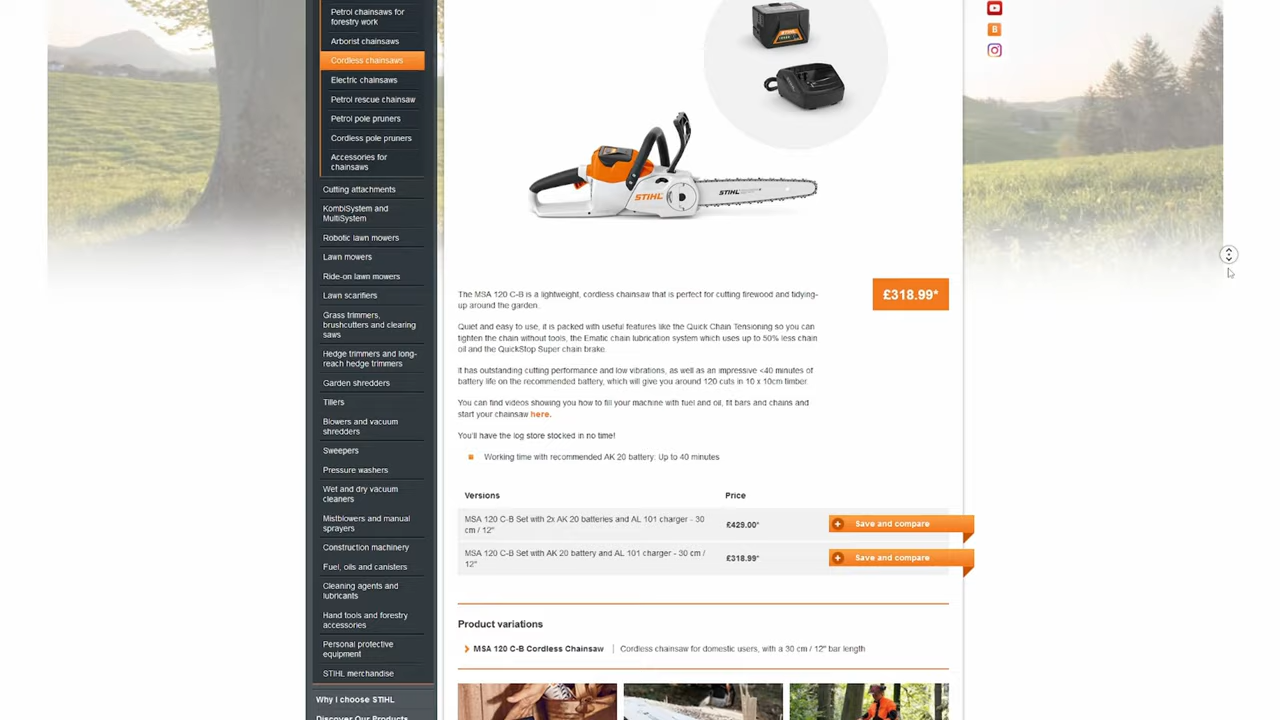 Petrol chainsaws for
forestry work
Arborist chainsaws
Cordless chainsaws
Electric chainsaws
Petrol rescue chainsaw
Petrol pole pruners
Cordless pole pruners
Accessories for
chainsaws
Cutting attachments
KombiSystem and
MultiSystem
Robotic lawn mowers
Lawn mowers
Ride-on lawn mowers
Lawn scarifiers
Grass trimmers,
brushcutters and clearing
saws
Hedge trimmers and long-
reach hedge trimmers
Garden shredders
Tillers
Blowers and vacuum
shredders
Sweepers
Pressure washers
Wet and dry vacuum
cleaners
Mistblowers and manual
sprayers
Construction machinery
Fuel, oils and canisters
Cleaning agents and
lubricants
Hand tools and forestry
accessories
Personal protective
equipment
STIHL merchandise
Why I choose STIHL
Discover Our Products
STIHL
STIHL
£318.99*
The MSA 120 C-B is a lightweight, cordless chainsaw that is perfect for cutting firewood and tidying-
up around the garden.
Quiet and easy to use, it is packed with useful features like the Quick Chain Tensioning so you can
tighten the chain without tools, the Ematic chain lubrication system which uses up to 50% less chain
oil and the QuickStop Super chain brake.
It has outstanding cutting performance and low vibrations, as well as an impressive <40 minutes of
battery life on the recommended battery, which will give you around 120 cuts in 10 x 10cm timber.
You can find videos showing you how to fill your machine with fuel and oil, fit bars and chains and
start your chainsaw here.
You'll have the log store stocked in no time!
Working time with recommended AK 20 battery: Up to 40 minutes
Versions Price
MSA 120 C-B Set with 2x AK 20 batteries and AL 101 charger - 30
cm / 12" £429.00* Save and compare
MSA 120 C-B Set with AK 20 battery and AL 101 charger - 30 cm /
12" £318.99* Save and compare
Product variations
MSA 120 C-B Cordless Chainsaw | Cordless chainsaw for domestic users, with a 30 cm / 12" bar length